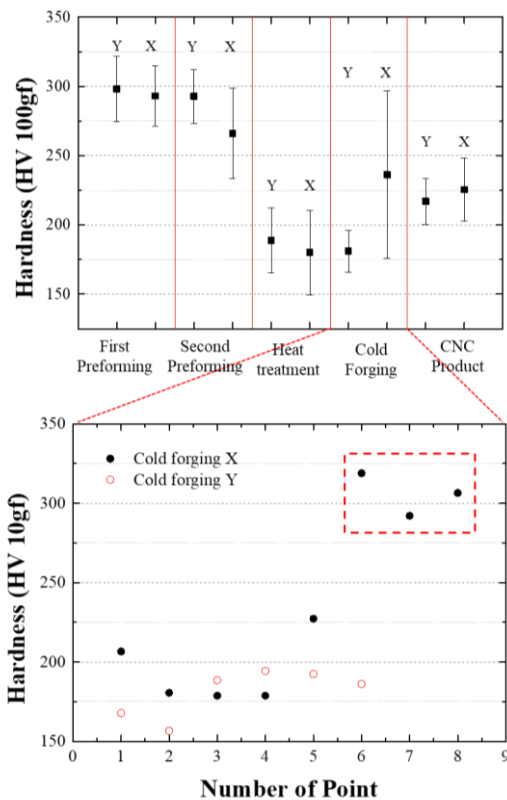 Hardness (HV 100gf)
350
300
250
200
150
Y X Y X Y X Y X Y X
First Preforming
Second Preforming
Heat treatment
Cold Forging
CNC Product
Hardness (HV 10gf)
350
300
250
200
150
Cold forging X
Cold forging Y
0 1 2 3 4 5 6 7 8 9
Number of Point